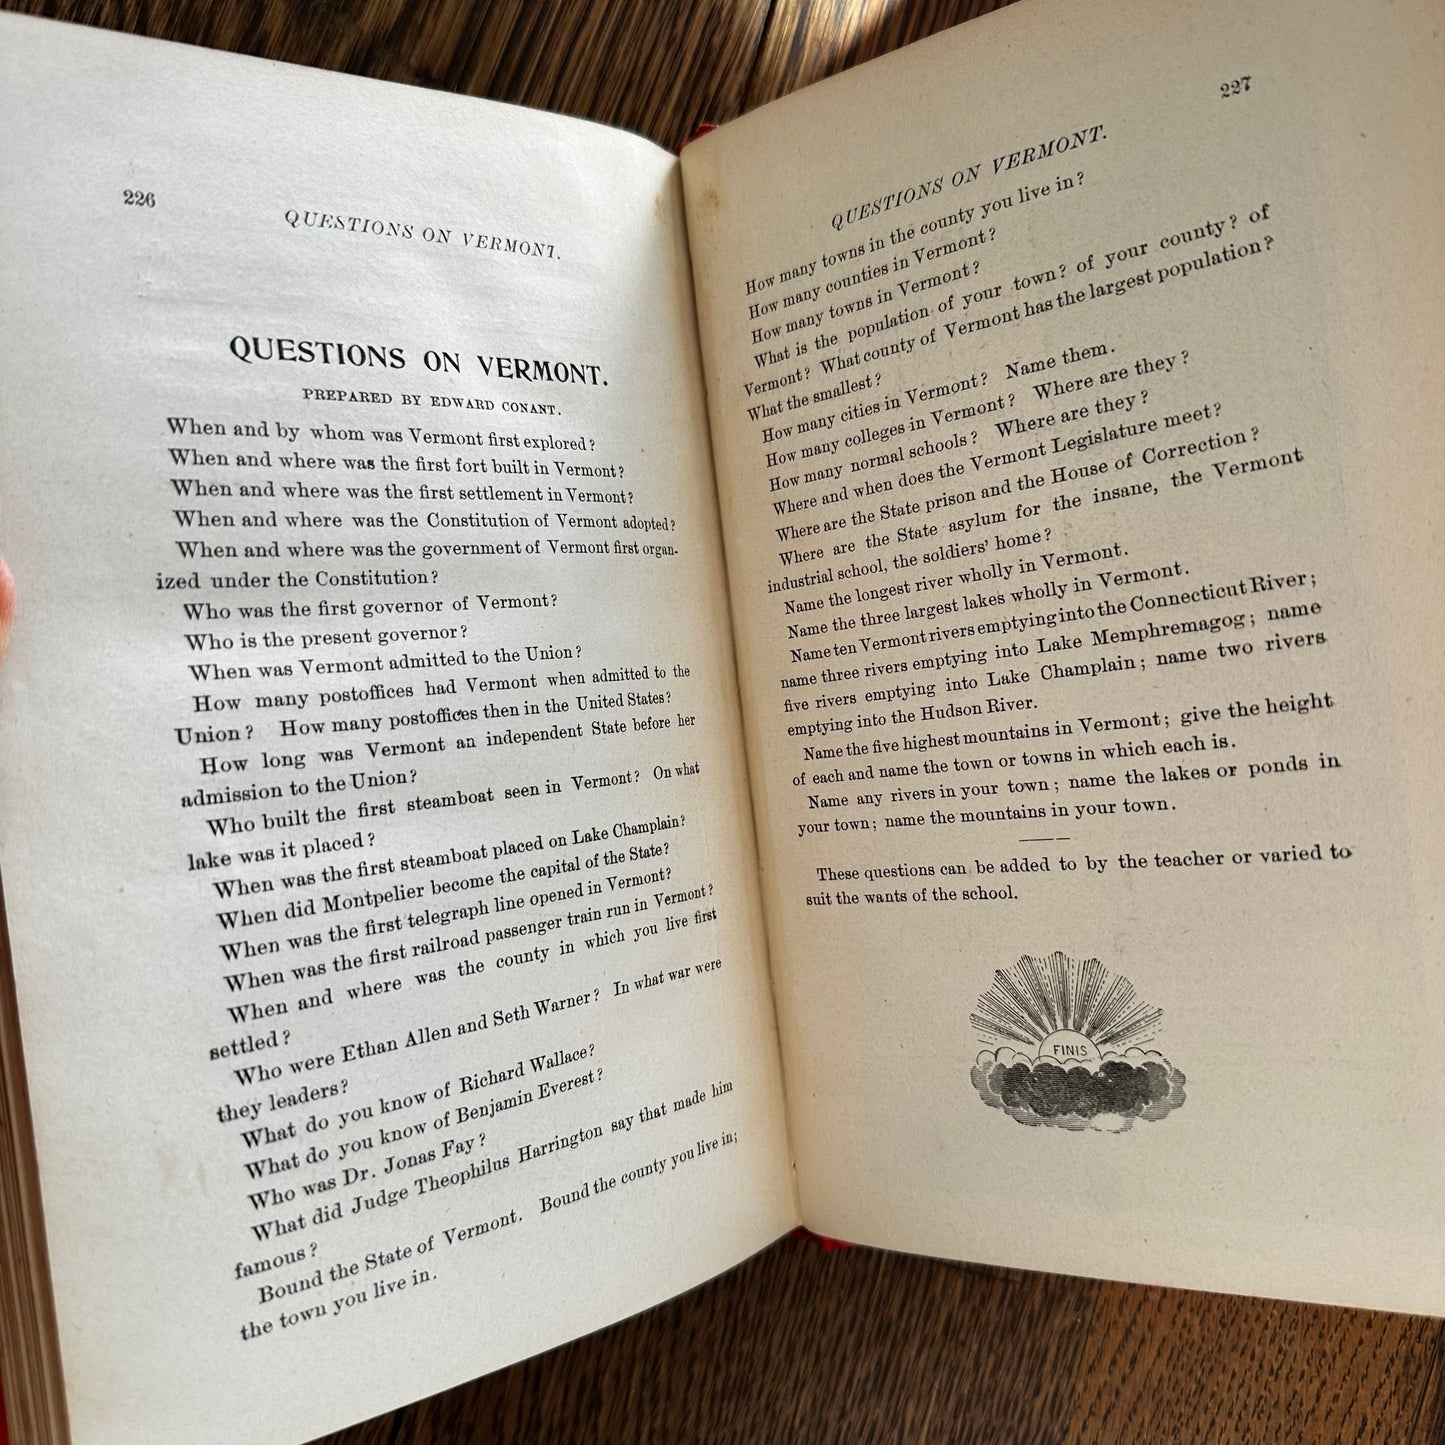 226
QUESTIONS ON VERMONT.
QUESTIONS ON VERMONT.
PREPARED BY EDWARD CONANT.
When and by whom was Vermont first explored?
When and where was the first fort built in Vermont?
When and where was the first settlement in Vermont?
When and where was the Constitution of Vermont adopted?
When and where was the government of Vermont first organ-
ized under the Constitution?
Who was the first governor of Vermont?
Who is the present governor?
When was Vermont admitted to the Union?
How many postoffices had Vermont when admitted to the
Union? How many postoffices then in the United States?
How long was Vermont an independent State before her
admission to the Union?
Who built the first steamboat seen in Vermont? On what
lake was it placed?
When was the first steamboat placed on Lake Champlain?
When did Montpelier become the capital of the State?
When was the first telegraph line opened in Vermont?
When was the first railroad passenger train run in Vermont?
When and where was the county in which you live first
settled?
Who were Ethan Allen and Seth Warner? In what war were
they leaders?
What do you know of Richard Wallace?
What do you know of Benjamin Everest?
Who was Dr. Jonas Fay?
What did Judge Theophilus Harrington say that made him
famous?
Bound the State of Vermont. Bound the county you live in;
the town you live in.
227
QUESTIONS ON VERMONT.
How many towns in the county you live in?
How many counties in Vermont?
How many towns in Vermont?
What is the population of your town? of your county? of
Vermont? What county of Vermont has the largest population?
What the smallest?
How many cities in Vermont? Name them.
How many colleges in Vermont? Where are they?
How many normal schools? Where are they?
Where and when does the Vermont Legislature meet?
Where are the State prison and the House of Correction?
Where are the State asylum for the insane, the Vermont
industrial school, the soldiers' home?
Name the longest river wholly in Vermont.
Name the three largest lakes wholly in Vermont.
Name ten Vermont rivers emptying into the Connecticut River;
name three rivers emptying into Lake Memphremagog; name
five rivers emptying into Lake Champlain; name two rivers
emptying into the Hudson River.
Name the five highest mountains in Vermont; give the height
of each and name the town or towns in which each is.
Name any rivers in your town; name the lakes or ponds in
your town; name the mountains in your town.
These questions can be added to by the teacher or varied to
suit the wants of the school.
FINIS